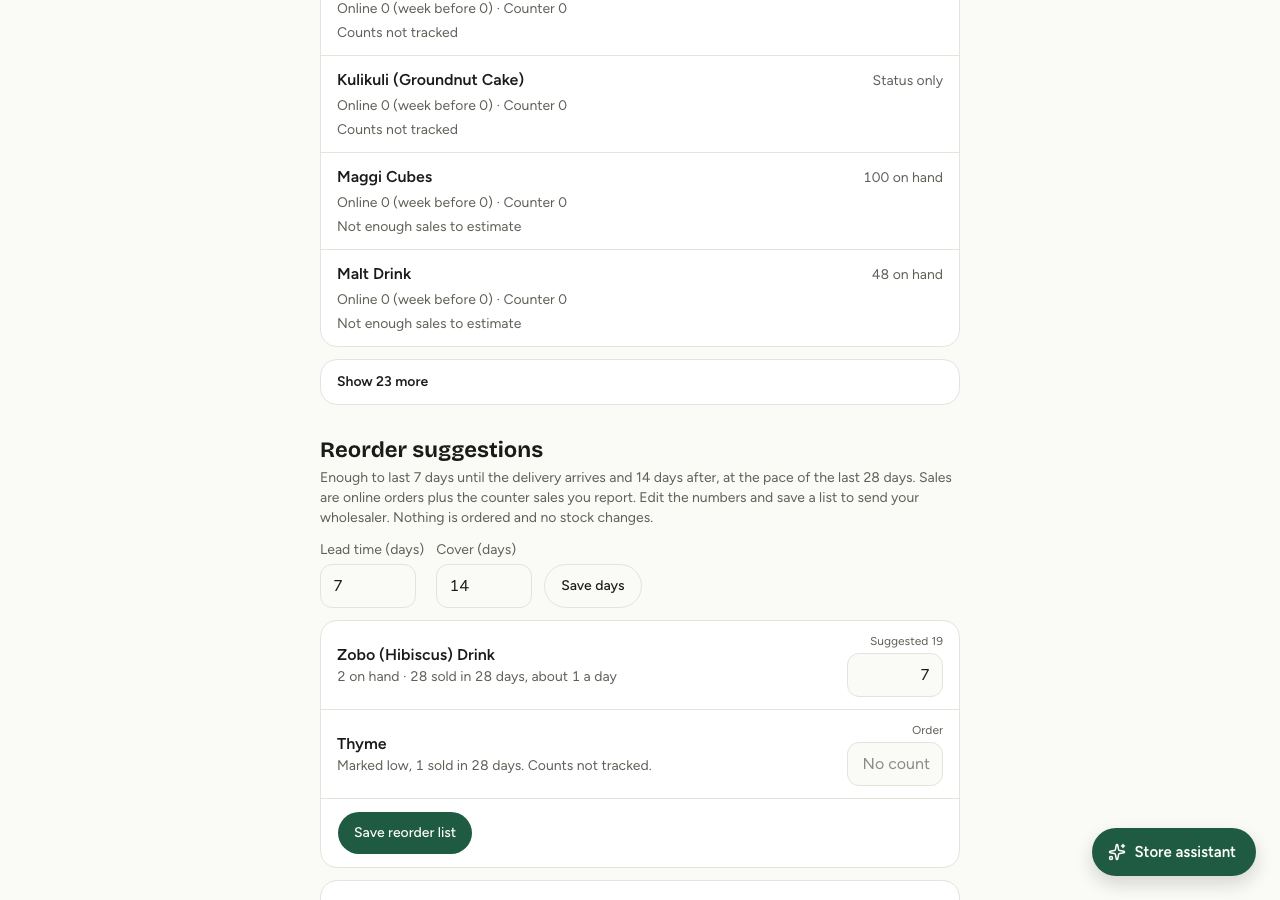 Online 0 (week before 0) · Counter 0
Counts not tracked
Kulikuli (Groundnut Cake)
Status only
Online 0 (week before 0) · Counter 0
Counts not tracked
Maggi Cubes
100 on hand
Online 0 (week before 0) · Counter 0
Not enough sales to estimate
Malt Drink
48 on hand
Online 0 (week before 0) · Counter 0
Not enough sales to estimate
Show 23 more
Reorder suggestions
Enough to last 7 days until the delivery arrives and 14 days after, at the pace of the last 28 days. Sales
are online orders plus the counter sales you report. Edit the numbers and save a list to send your
wholesaler. Nothing is ordered and no stock changes.
Lead time (days)
Cover (days)
7
14
Save days
Suggested 19
Zobo (Hibiscus) Drink
7
2 on hand · 28 sold in 28 days, about 1 a day
Order
Thyme
No count
Marked low, 1 sold in 28 days. Counts not tracked.
Save reorder list
Store assistant